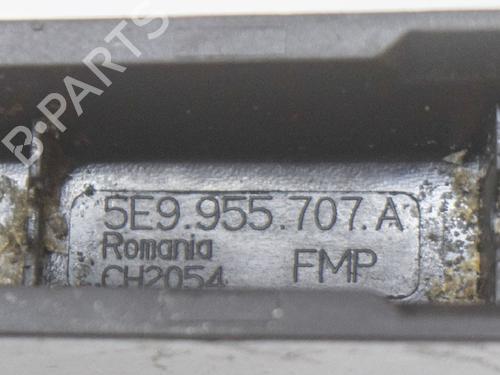 B-PARTS
5E9.955.707.A
Romania
CH2054 FMP